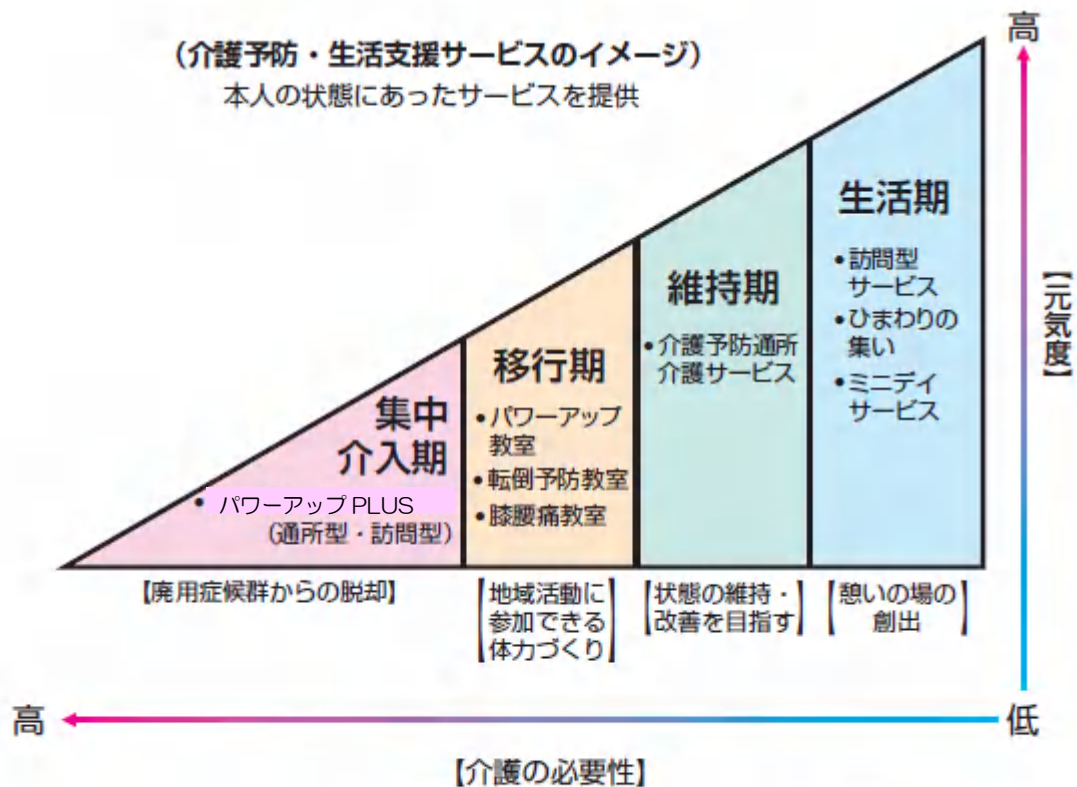 (介護予防・生活支援サービスのイメージ)
本人の状態にあったサービスを提供
高
【元気度】
生活期
•訪問型
サービス
•ひまわりの
集い
•ミニデイ
サービス
維持期
•介護予防通所
介護サービス
移行期
•パワーアップ
教室
•転倒予防教室
•膝腰痛教室
集中
介入期
•パワーアップPLUS
(通所型・訪問型)
【廃用症候群からの脱却】
【地域活動に
参加できる
体力づくり】
【状態の維持・
改善を目指す】
【憩いの場の
創出】
高
低
【介護の必要性】